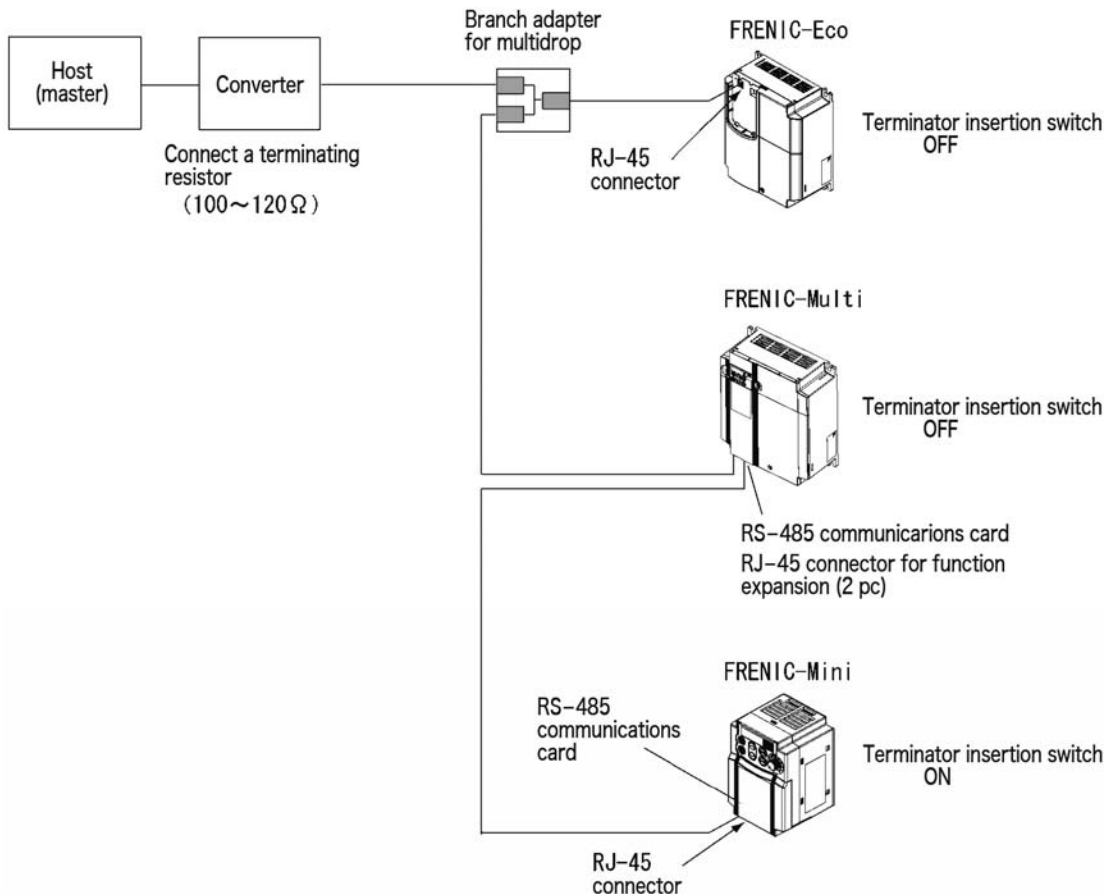 Branch adapter
for multidrop
FRENIC-Eco
Host
(master)
Converter
Terminator insertion switch
OFF
Connect a terminating
resistor
(100～120Ω)
RJ-45
connector
FRENIC-Multi
Terminator insertion switch
OFF
RS-485 communicarions card
RJ-45 connector for function
expansion (2 pc)
FRENIC-Mini
RS-485
communications
card
Terminator insertion switch
ON
RJ-45
connector